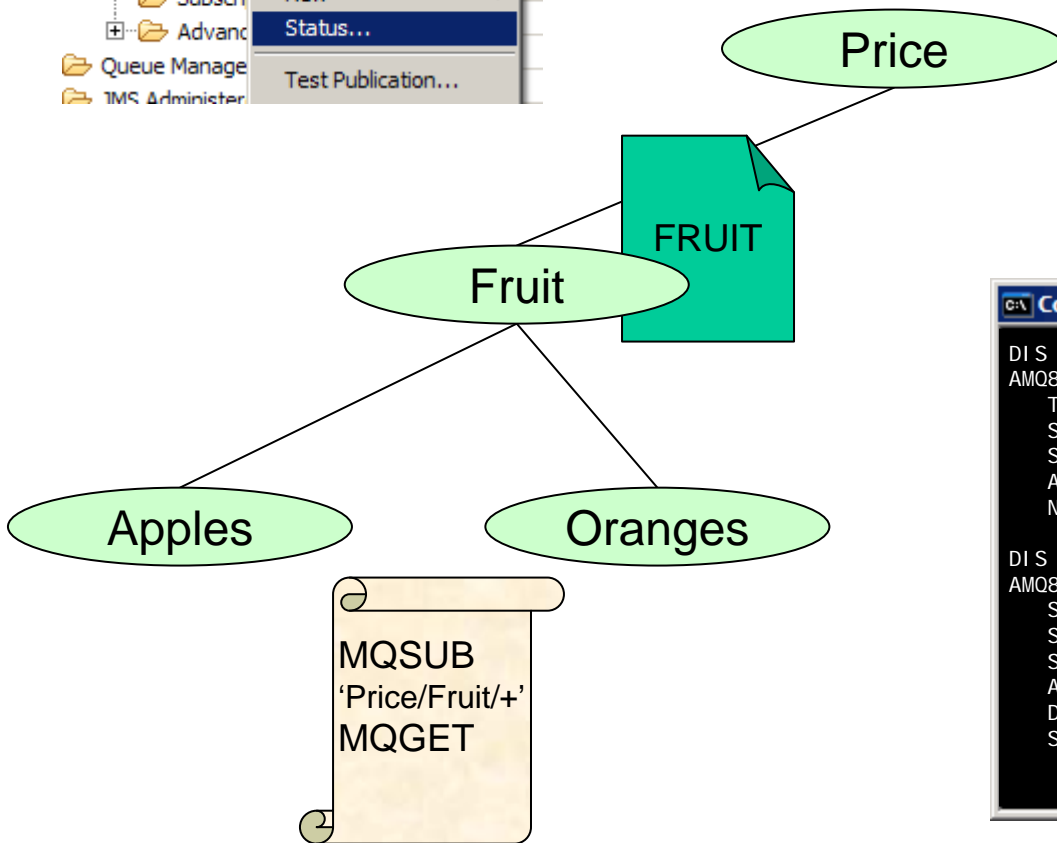 Status...
Queue Manage
Test Publication...
JMS Administer
Price
FRUIT
Fruit
Apples
Oranges
MQSUB
‘Price/Fruit/+’
MQGET
DIS
AMQ8
DIS
AMQ8